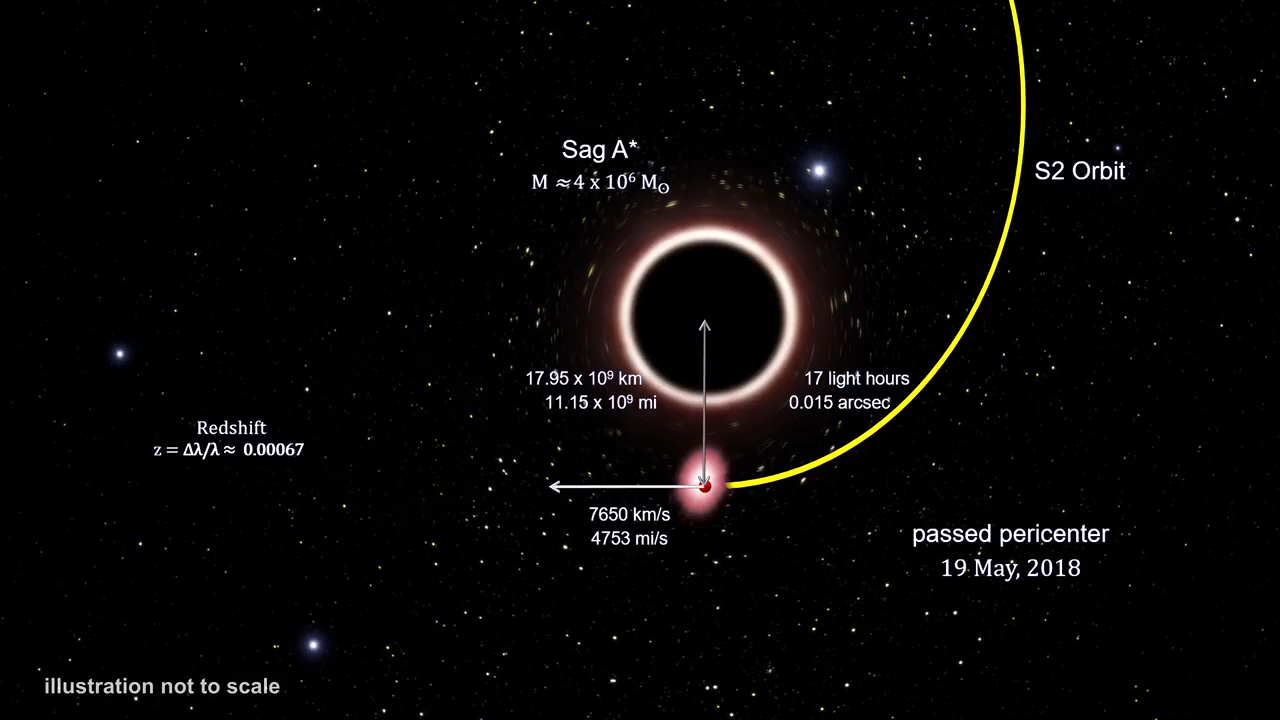 Sag A*
M ≈ 4 x 10⁶ M⊙
S2 Orbit
17.95 x 10⁹ km
11.15 x 10⁹ mi
17 light hours
0.015 arcsec
Redshift
z = Δλ/λ ≈ 0.00067
7650 km/s
4753 mi/s
passed pericenter
19 May, 2018
illustration not to scale